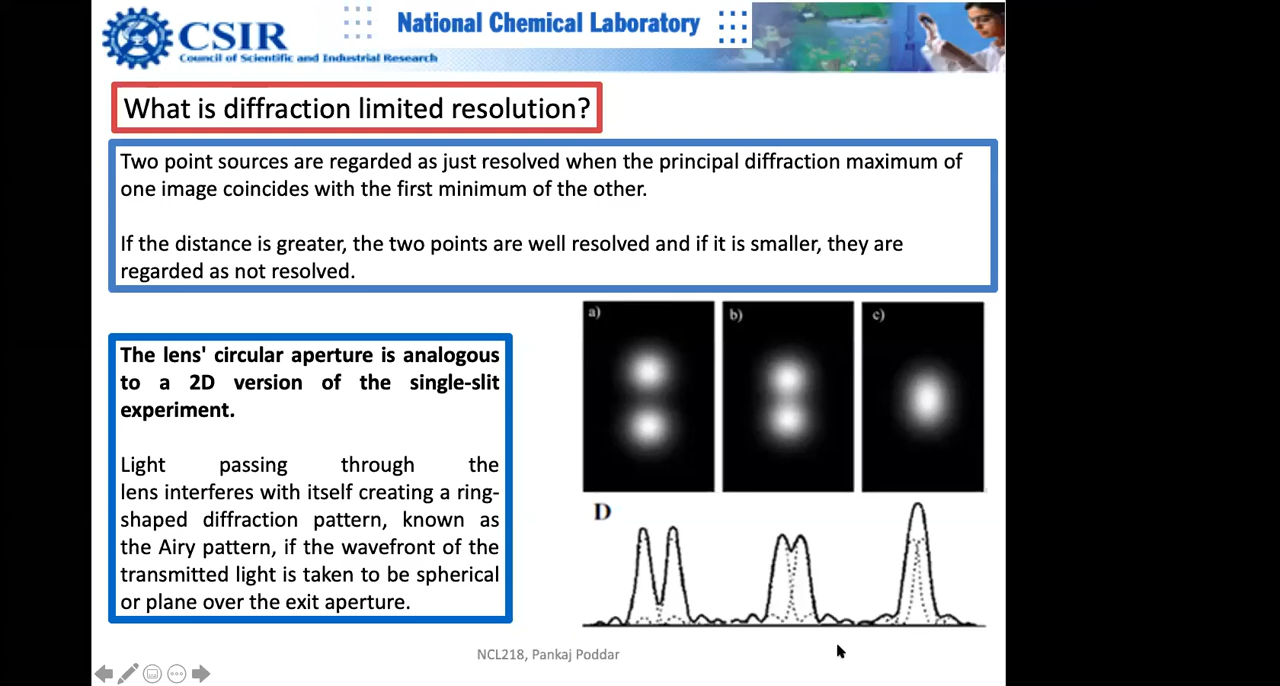 CSIR
Council of Scientific and Industrial Research
National Chemical Laboratory
What is diffraction limited resolution?
Two point sources are regarded as just resolved when the principal diffraction maximum of
one image coincides with the first minimum of the other.
If the distance is greater, the two points are well resolved and if it is smaller, they are
regarded as not resolved.
The lens' circular aperture is analogous
to a 2D version of the single-slit
experiment.
Light passing through the
lens interferes with itself creating a ring-
shaped diffraction pattern, known as
the Airy pattern, if the wavefront of the
transmitted light is taken to be spherical
or plane over the exit aperture.
a)
b)
c)
D
NCL218, Pankaj Poddar